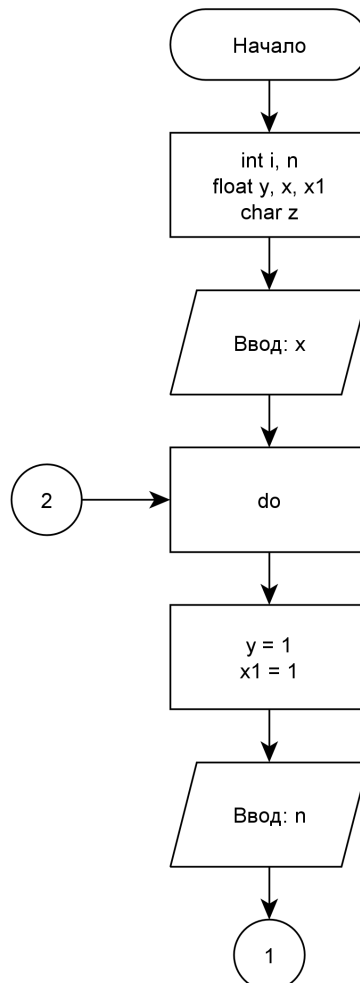 Начало
int i, n
float y, x, x1
char z
Ввод: x
2
do
y = 1
x1 = 1
Ввод: n
1